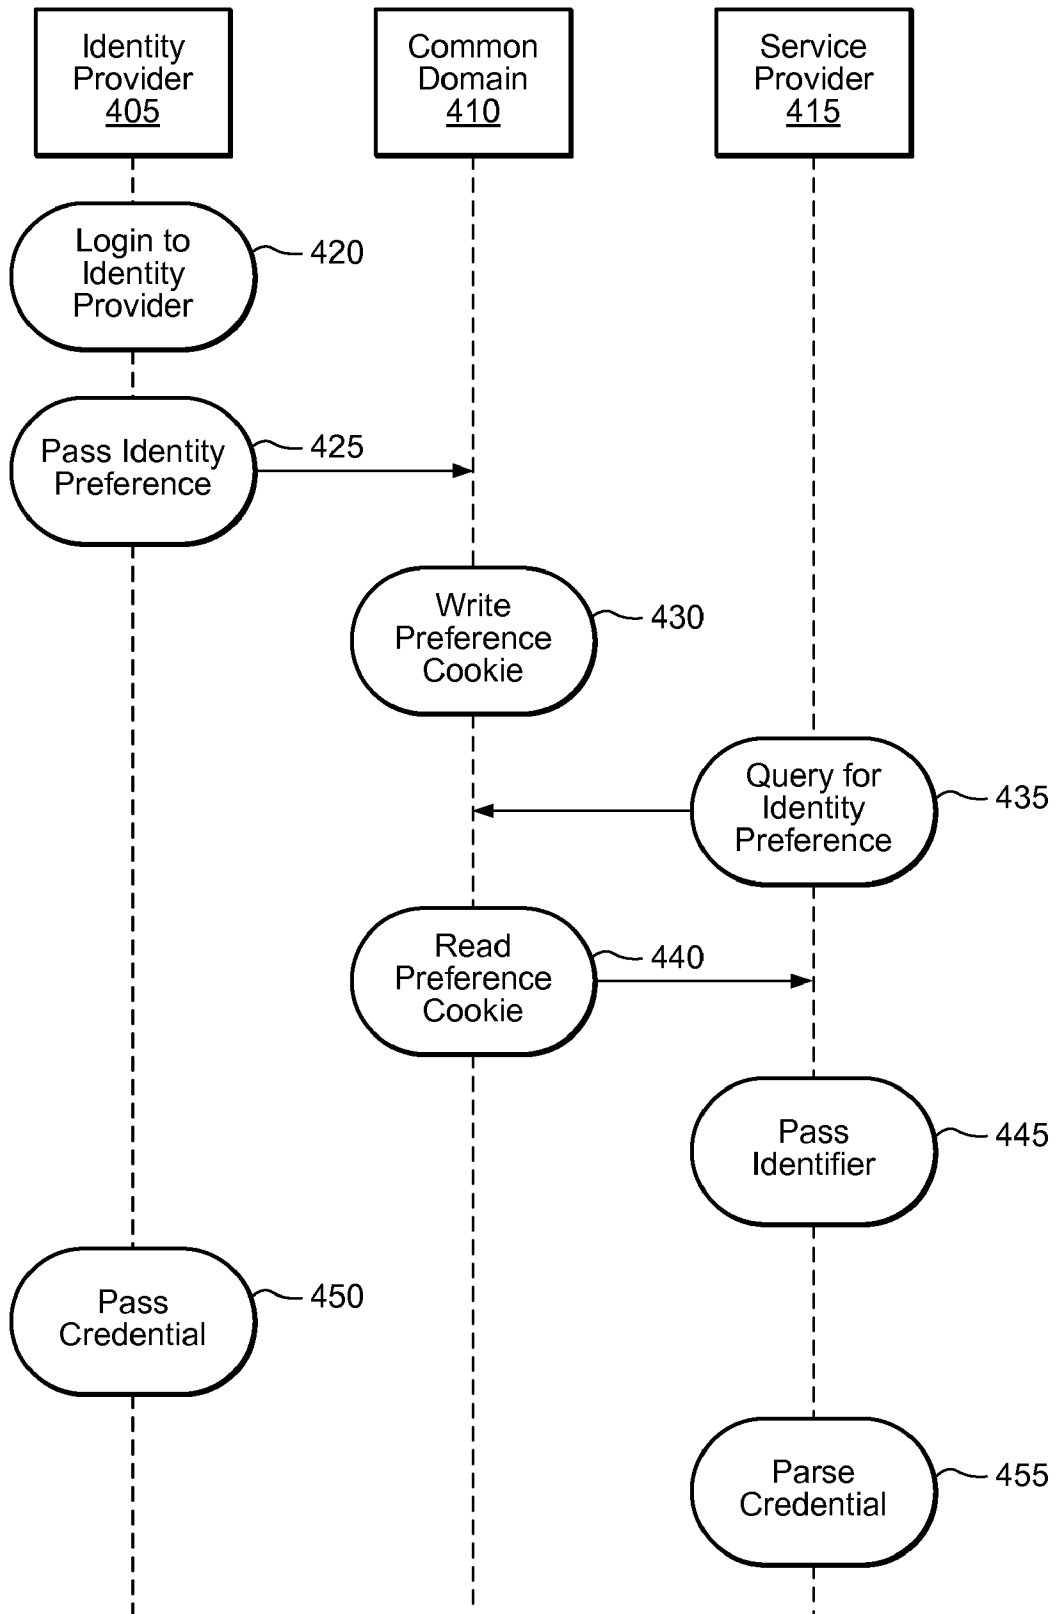 Identity
Provider
405
Common
Domain
410
Service
Provider
415
Login to
Identity
Provider
420
Pass Identity
Preference
425
Write
Preference
Cookie
430
Query for
Identity
Preference
435
Read
Preference
Cookie
440
Pass
Identifier
445
Pass
Credential
450
Parse
Credential
455